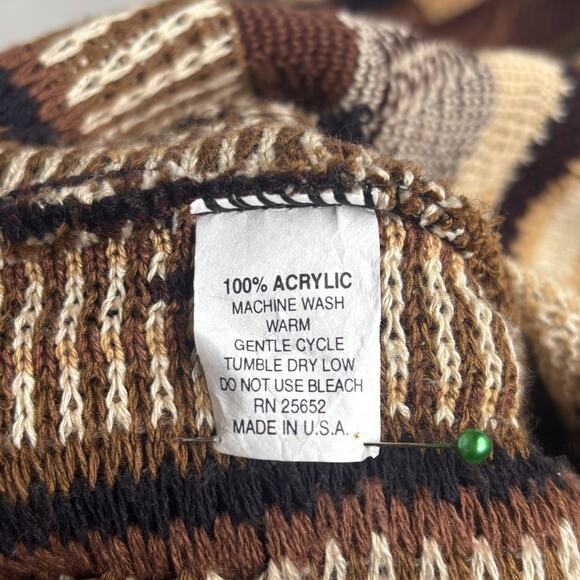 100% ACRYLIC
MACHINE WASH
WARM
GENTLE CYCLE
TUMBLE DRY LOW
DO NOT USE BLEACH
RN 25652
MADE IN U.S.A.